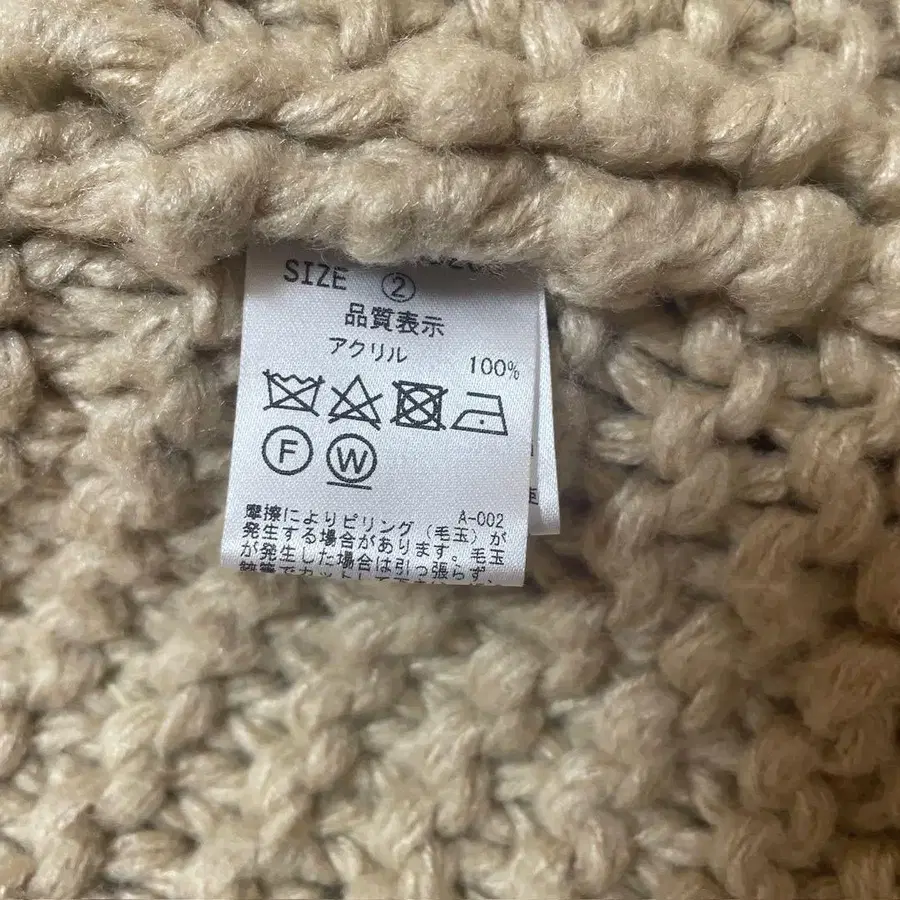 SIZE ②
品質表示
アクリル 100%
F W
A-002
摩擦によりピリング(毛玉)が
発生する場合があります。毛玉
が発生した場合は引っ張らず、